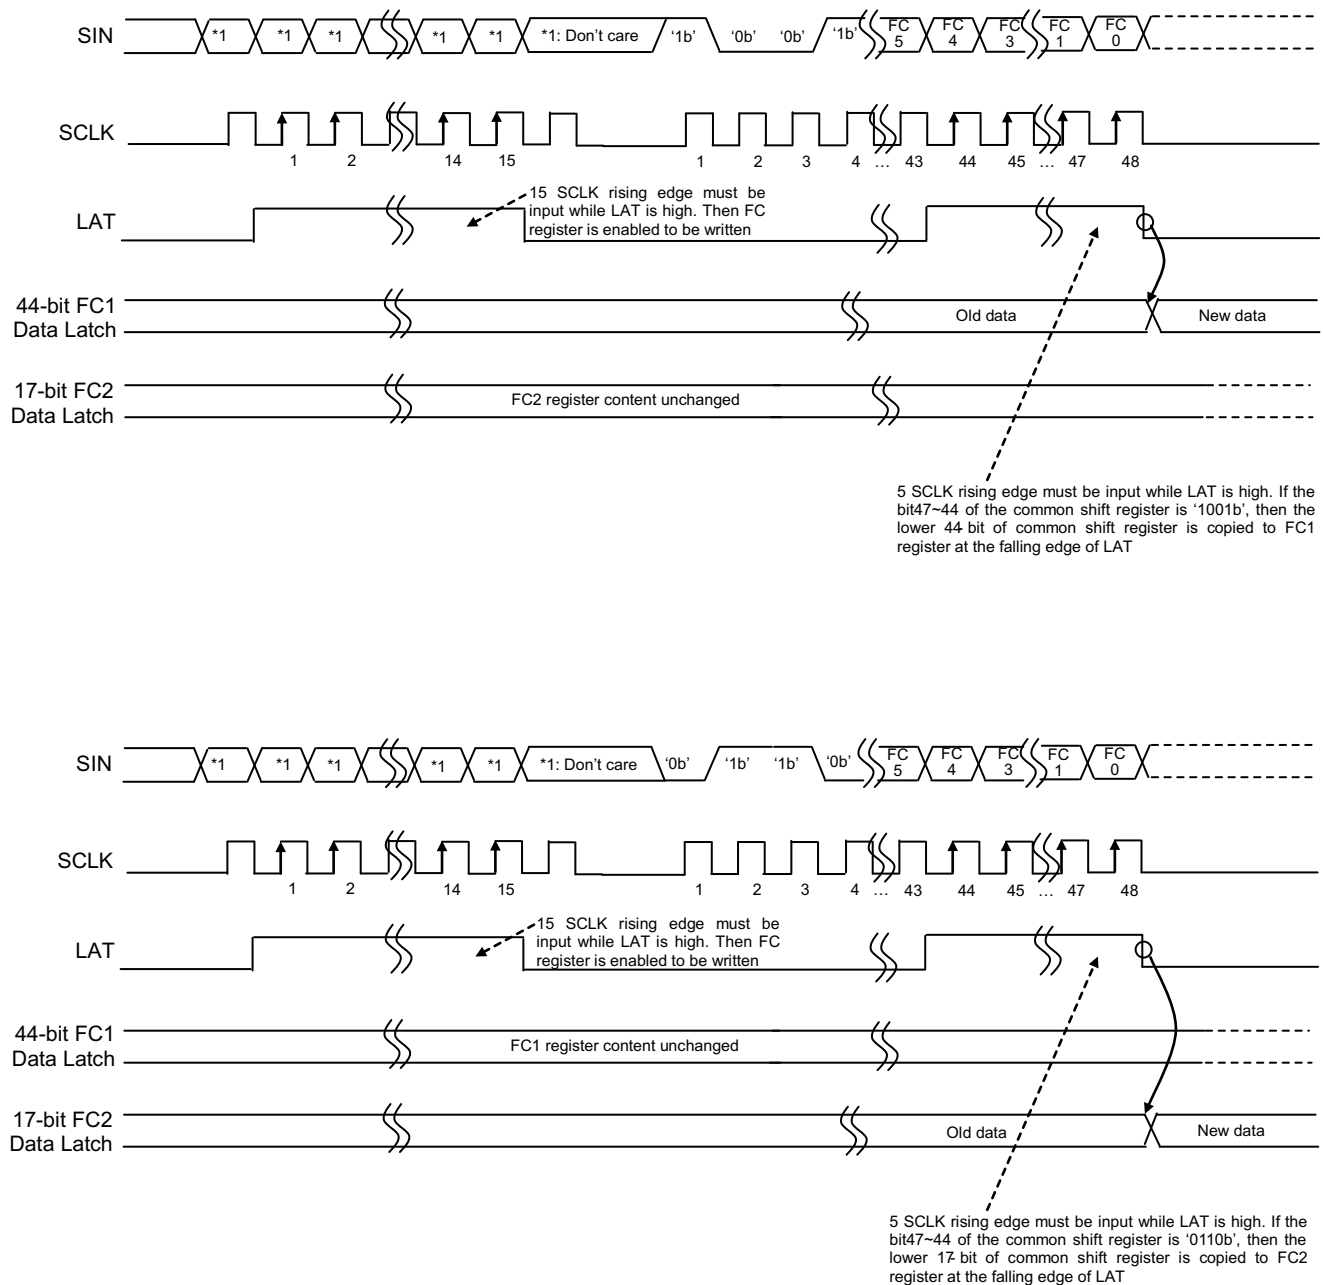 SIN *1 *1 *1 *1 *1 *1: Don't care '1b' '0b' '0b' '1b' FC 5 FC 4 FC 3 FC 1 FC 0
SCLK
1 2 14 15 1 2 3 4 ... 43 44 45 ... 47 48
LAT
15 SCLK rising edge must be
input while LAT is high. Then FC
register is enabled to be written
44-bit FC1
Data Latch
Old data New data
17-bit FC2
Data Latch
FC2 register content unchanged
5 SCLK rising edge must be input while LAT is high. If the
bit47~44 of the common shift register is '1001b', then the
lower 44-bit of common shift register is copied to FC1
register at the falling edge of LAT
SIN *1 *1 *1 *1 *1 *1: Don't care '0b' '1b' '1b' '0b' FC 5 FC 4 FC 3 FC 1 FC 0
SCLK
1 2 14 15 1 2 3 4 ... 43 44 45 ... 47 48
LAT
15 SCLK rising edge must be
input while LAT is high. Then FC
register is enabled to be written
44-bit FC1
Data Latch
FC1 register content unchanged
17-bit FC2
Data Latch
Old data New data
5 SCLK rising edge must be input while LAT is high. If the
bit47~44 of the common shift register is '0110b', then the
lower 17-bit of common shift register is copied to FC2
register at the falling edge of LAT